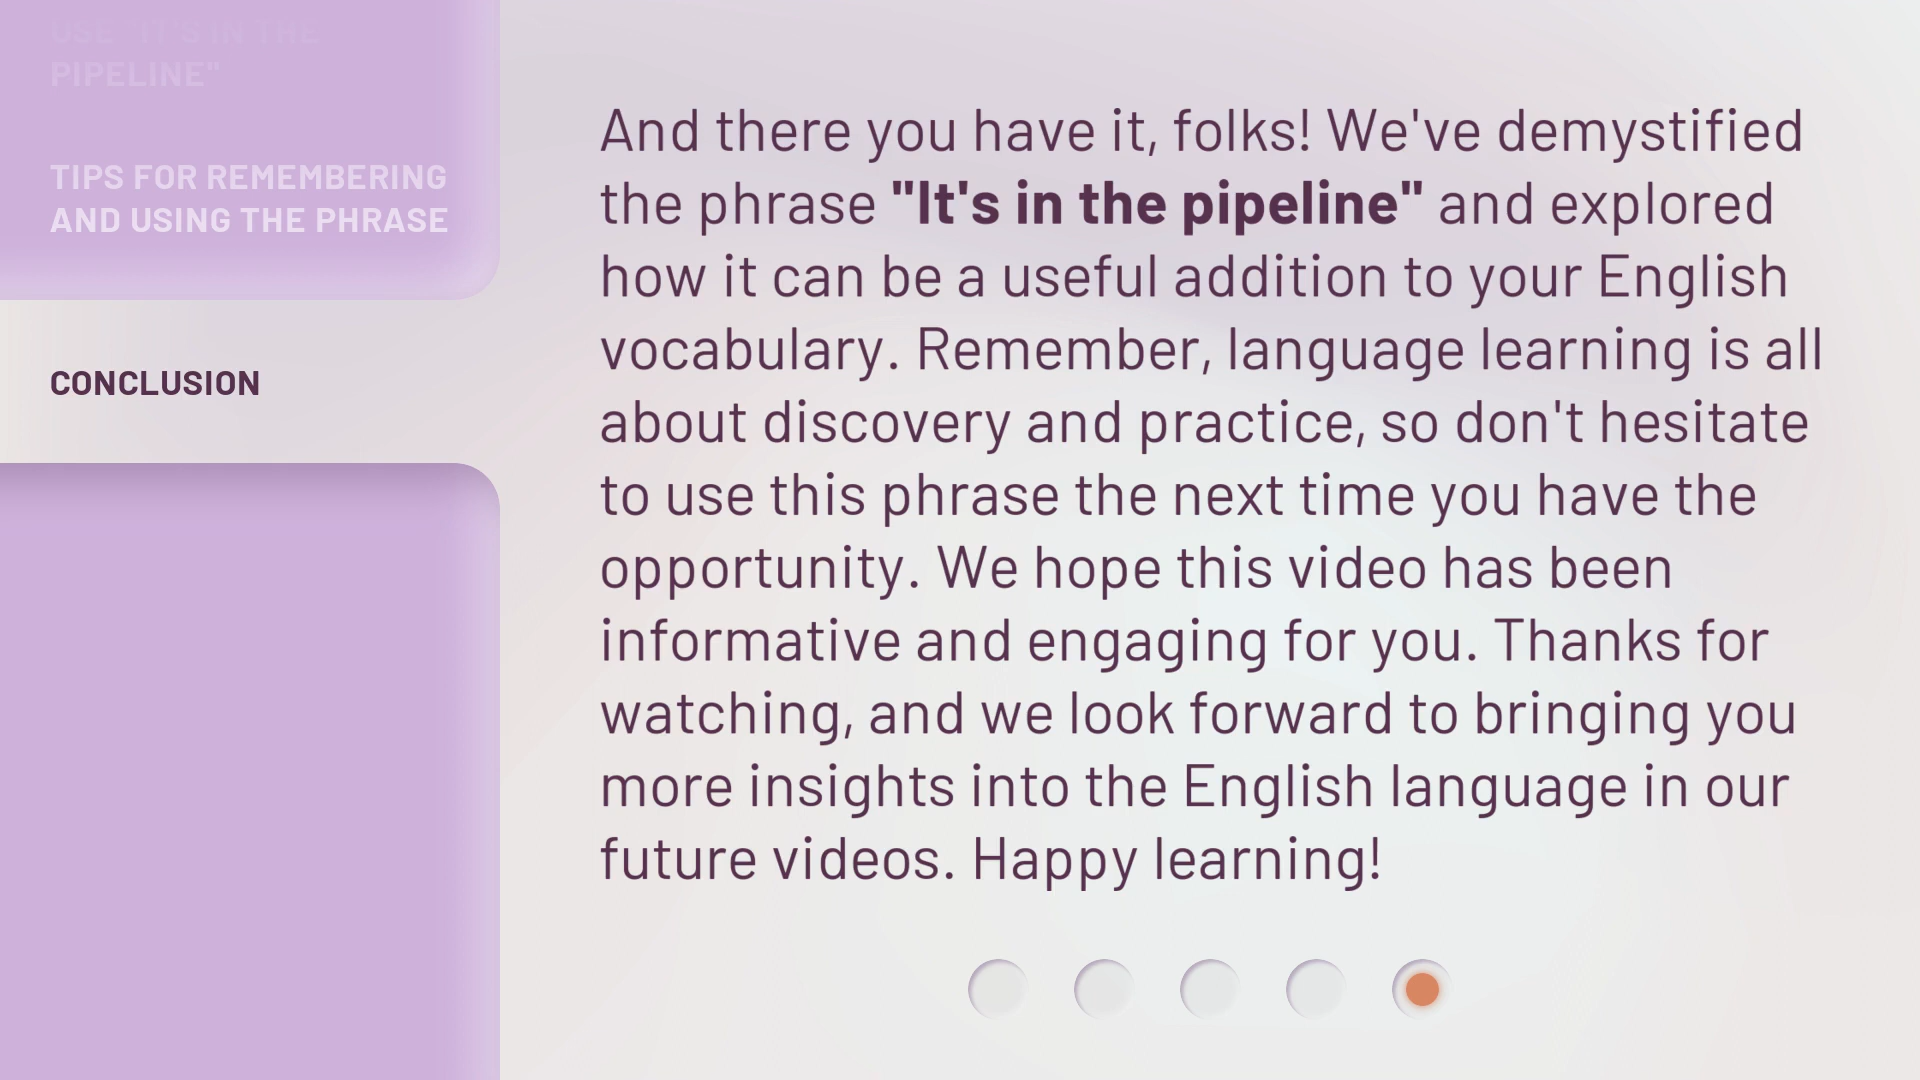 USE "IT'S IN THE
PIPELINE"
TIPS FOR REMEMBERING
AND USING THE PHRASE
CONCLUSION
And there you have it, folks! We've demystified
the phrase "It's in the pipeline" and explored
how it can be a useful addition to your English
vocabulary. Remember, language learning is all
about discovery and practice, so don't hesitate
to use this phrase the next time you have the
opportunity. We hope this video has been
informative and engaging for you. Thanks for
watching, and we look forward to bringing you
more insights into the English language in our
future videos. Happy learning!